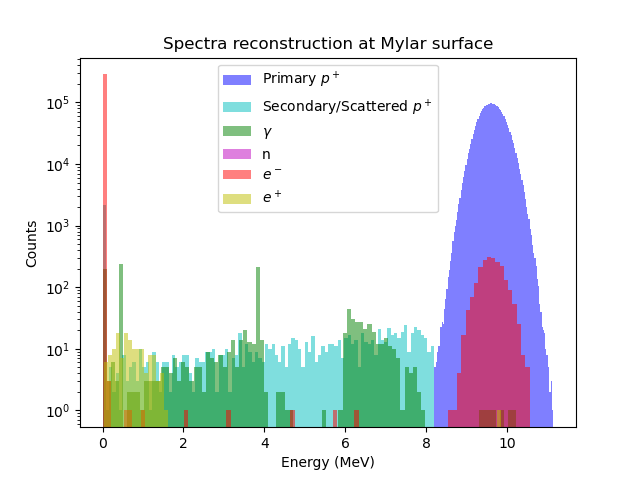 Spectra reconstruction at Mylar surface
Primary p⁺
Secondary/Scattered p⁺
γ
n
e⁻
e⁺
Counts
10⁵
10⁴
10³
10²
10¹
10⁰
0 2 4 6 8 10
Energy (MeV)